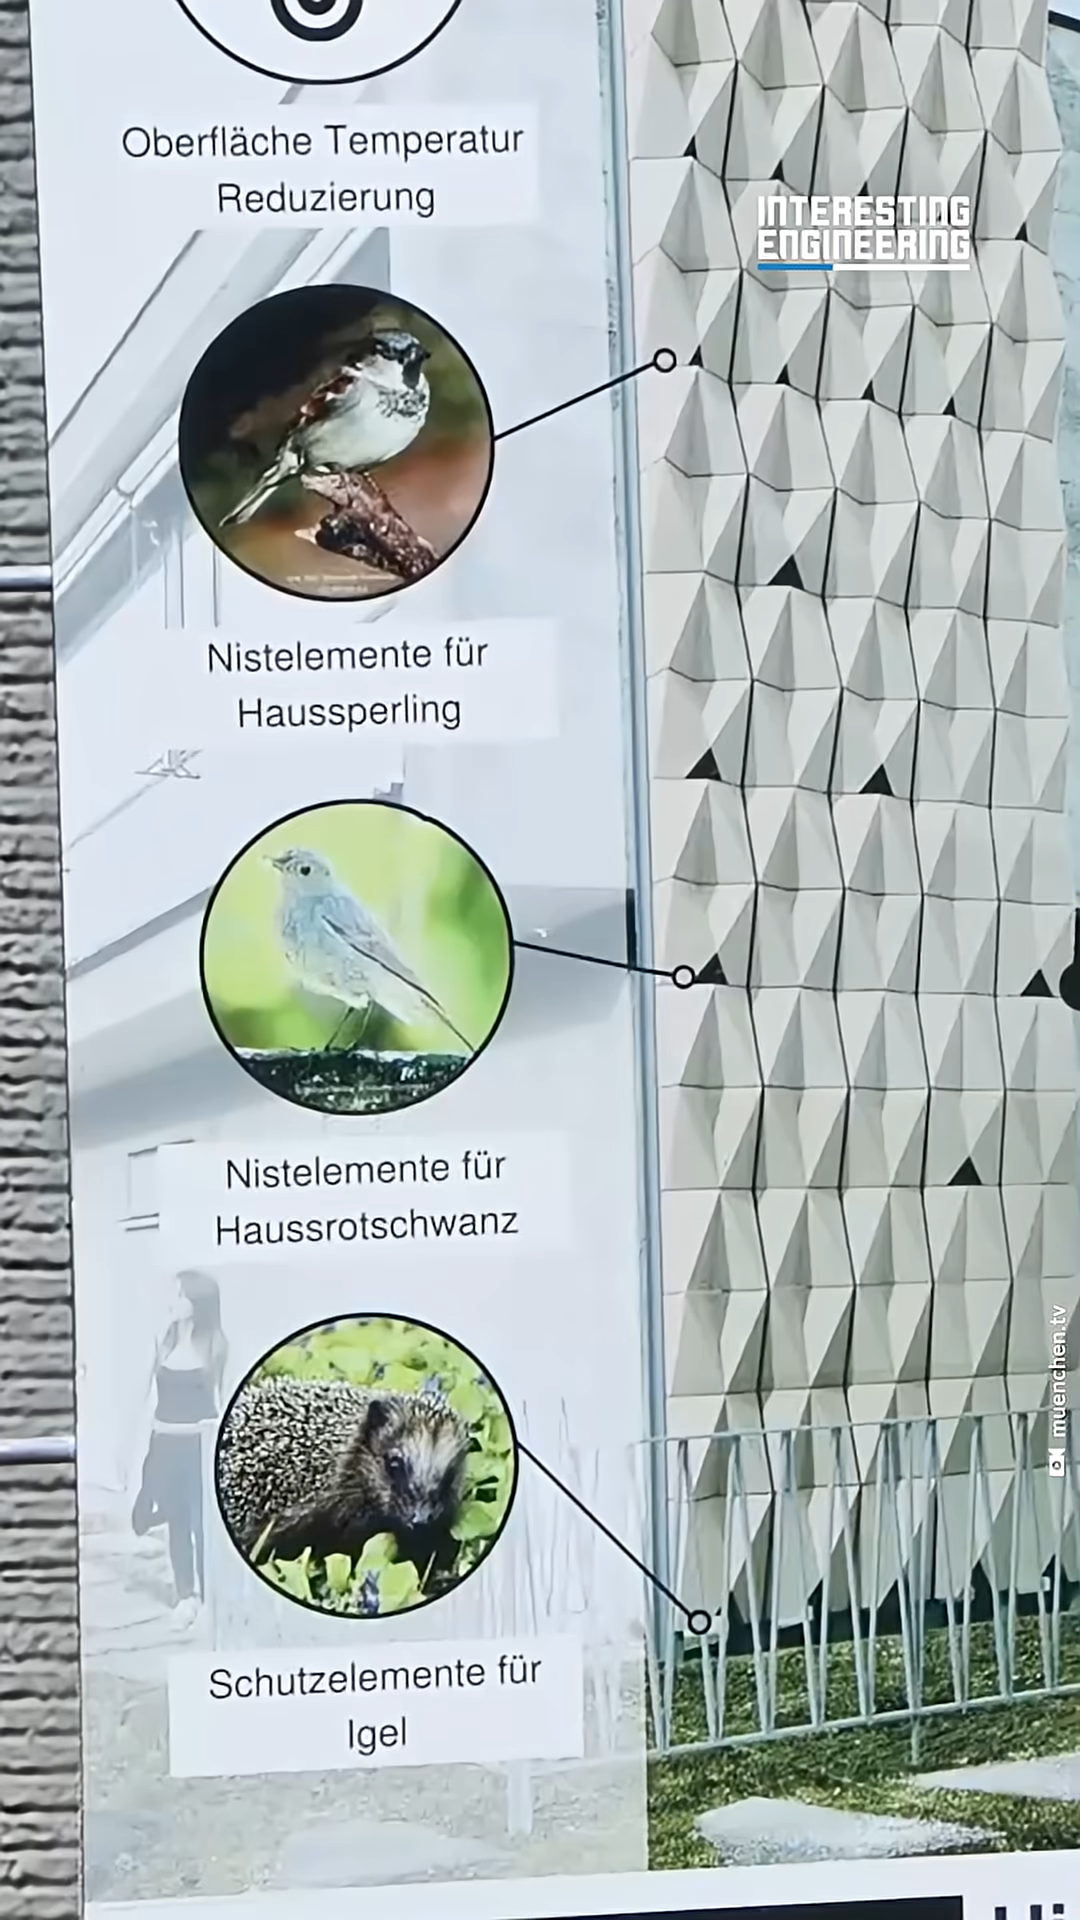 Oberfläche Temperatur
Reduzierung
INTERESTING
ENGINEERING
Nistelemente für
Haussperling
Nistelemente für
Haussrotschwanz
muenchen.tv
Schutzelemente für
Igel